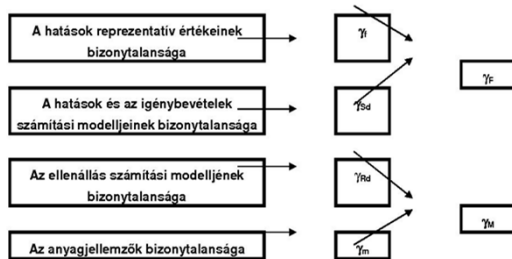 A hatások reprezentatív értékeinek
bizonytalansága
γf
γF
A hatások és az igénybevételek
számítási modelljeinek bizonytalansága
γSd
Az ellenállás számítási modelljének
bizonytalansága
γRd
γM
Az anyagjellemzők bizonytalansága
γm